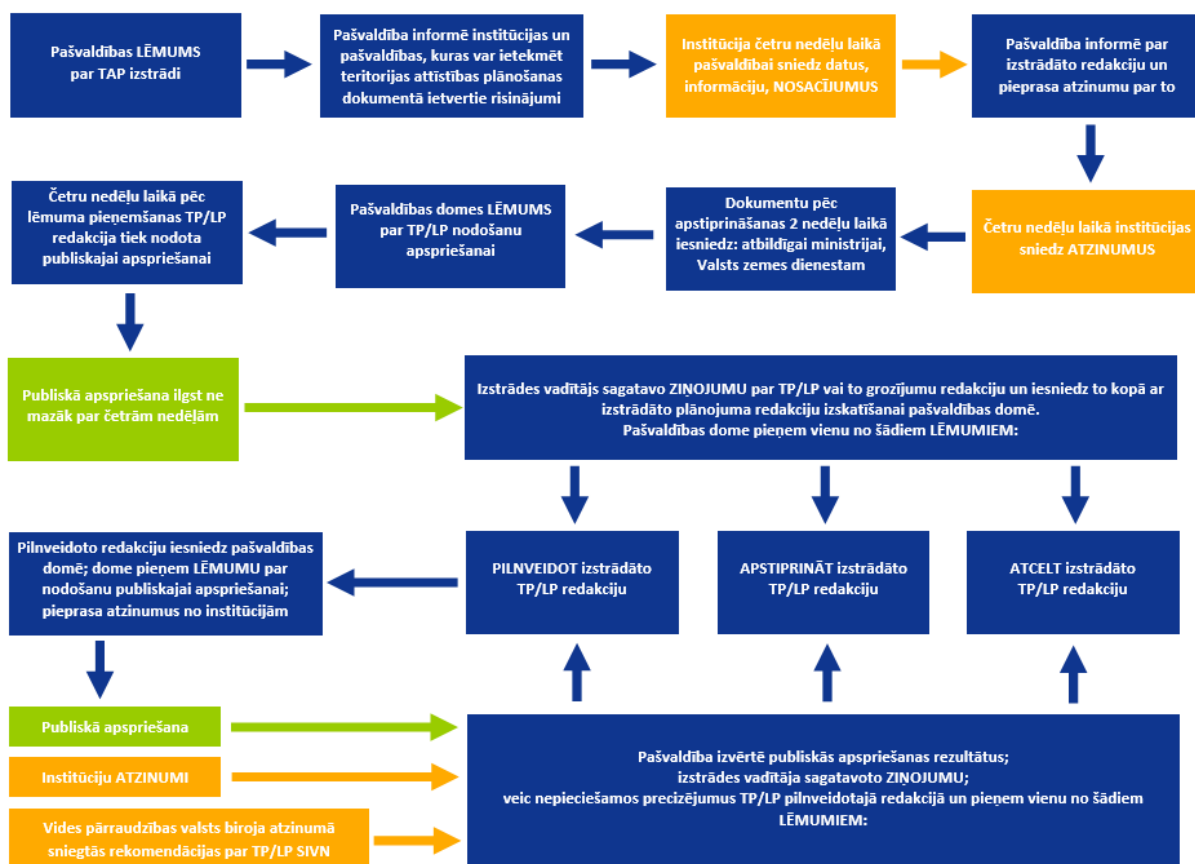 Pašvaldības LĒMUMS
par TAP izstrādi
Pašvaldība informē institūcijas un
pašvaldības, kuras var ietekmēt
teritorijas attīstības plānošanas
dokumentā ietvertie risinājumi
Institūcija četru nedēļu laikā
pašvaldībai sniedz datus,
informāciju, NOSACĪJUMUS
Pašvaldība informē par
izstrādāto redakciju un
pieprasa atzinumu par to
Četru nedēļu laikā institūcijas
sniedz ATZINUMUS
Dokumentu pēc
apstiprināšanas 2 nedēļu laikā
iesniedz: atbildīgai ministrijai,
Valsts zemes dienestam
Pašvaldības domes LĒMUMS
par TP/LP nodošanu
apspriešanai
Četru nedēļu laikā pēc
lēmuma pieņemšanas TP/LP
redakcija tiek nodota
publiskajai apspriešanai
Publiskā apspriešana ilgst ne
mazāk par četrām nedēļām
Izstrādes vadītājs sagatavo ZIŅOJUMU par TP/LP vai to grozījumu redakciju un iesniedz to kopā ar
izstrādāto plānojuma redakciju izskatīšanai pašvaldības domē.
Pašvaldības dome pieņem vienu no šādiem LĒMUMIEM:
PILNVEIDOT izstrādāto
TP/LP redakciju
APSTIPRINĀT izstrādāto
TP/LP redakciju
ATCELT izstrādāto
TP/LP redakciju
Pilnveidoto redakciju iesniedz pašvaldības
domē; dome pieņem LĒMUMU par
nodošanu publiskajai apspriešanai;
pieprasa atzinumus no institūcijām
Publiskā apspriešana
Institūciju ATZINUMI
Vides pārraudzības valsts biroja atzinumā
sniegtās rekomendācijas par TP/LP SIVN
Pašvaldība izvērtē publiskās apspriešanas rezultātus;
izstrādes vadītāja sagatavoto ZIŅOJUMU;
veic nepieciešamos precizējumus TP/LP pilnveidotajā redakcijā un pieņem vienu no šādiem
LĒMUMIEM: